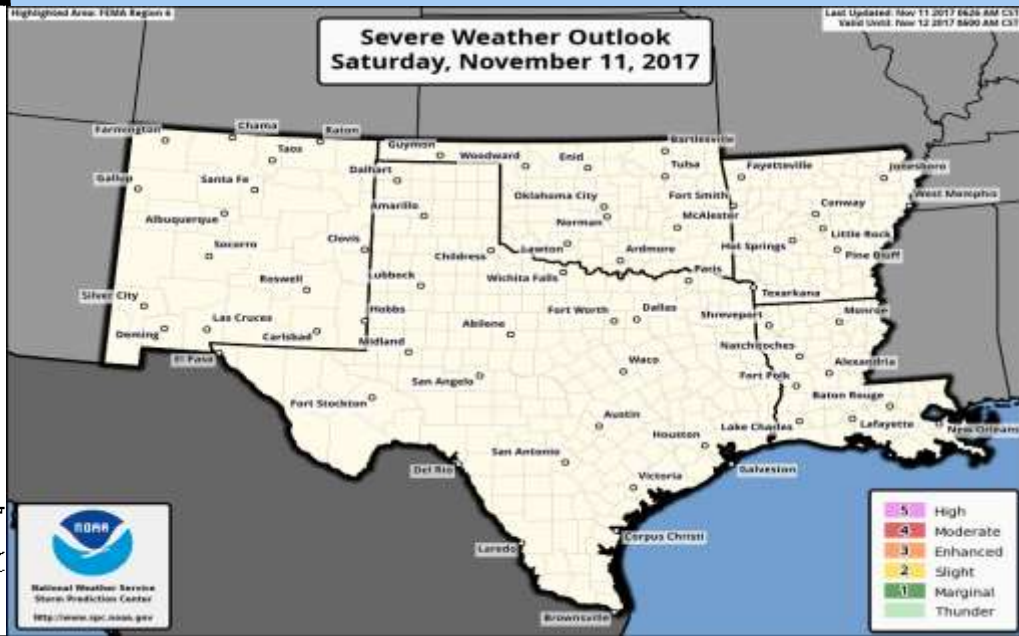 Highlighted Area: FEMA Region 6
Last Updated: Nov 11 2017 0626 AM CST
Valid Until: Nov 12 2017 0600 AM CST
Severe Weather Outlook
Saturday, November 11, 2017
Farmington
Chama
Raton
Guymon
Bartlesville
Taos
Woodward
Enid
Tulsa
Fayetteville
Jonesboro
Gallup
Santa Fe
Dalhart
Oklahoma City
Fort Smith
Conway
West Memphis
Albuquerque
Amarillo
Norman
McAlester
Little Rock
Socorro
Clovis
Childress
Lawton
Ardmore
Hot Springs
Pine Bluff
Roswell
Lubbock
Wichita Falls
Paris
Texarkana
Silver City
Las Cruces
Hobbs
Fort Worth
Dallas
Shreveport
Monroe
Deming
Carlsbad
Midland
Abilene
Natchitoches
El Paso
Waco
Alexandria
San Angelo
Fort Polk
Fort Stockton
Baton Rouge
Austin
Lake Charles
Lafayette
New Orleans
Houston
San Antonio
Del Rio
Galveston
Victoria
Corpus Christi
Laredo
Brownsville
NOAA
National Weather Service
Storm Prediction Center
http://www.spc.noaa.gov
5 High
4 Moderate
3 Enhanced
2 Slight
1 Marginal
Thunder